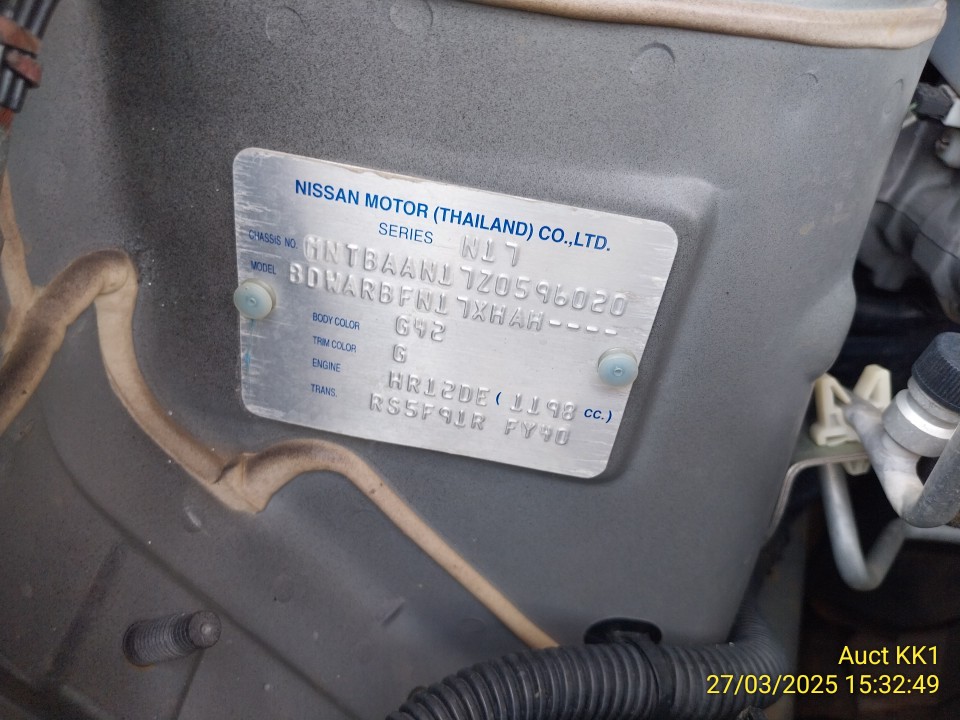 NISSAN MOTOR (THAILAND) CO.,LTD.
SERIES N17
CHASSIS NO. MNTBAAN17Z0596020
MODEL BDWARBFN17XHAH----
BODY COLOR G42
TRIM COLOR G
ENGINE HR12DE (1198 cc.)
TRANS. RS5F91R FY40
Auct KK1
27/03/2025 15:32:49